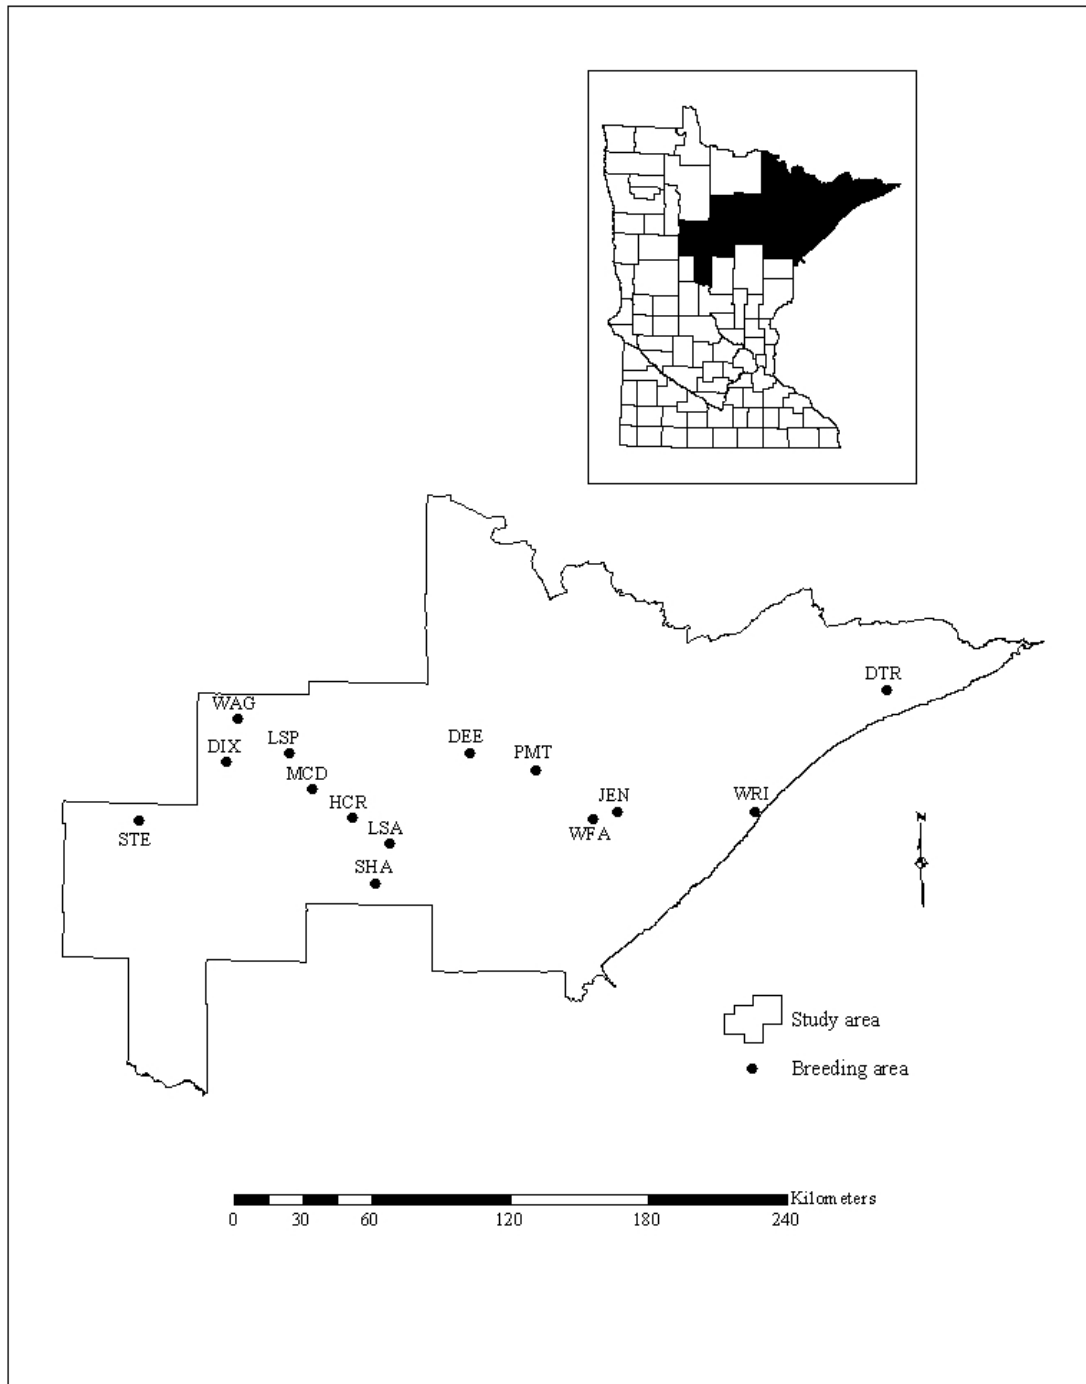 DTR
WAG
DIX
LSP
MCD
HCR
LSA
SHA
STE
DEE
PMT
JEN
WFA
WRI
N
Study area
Breeding area
Kilometers
0 30 60 120 180 240